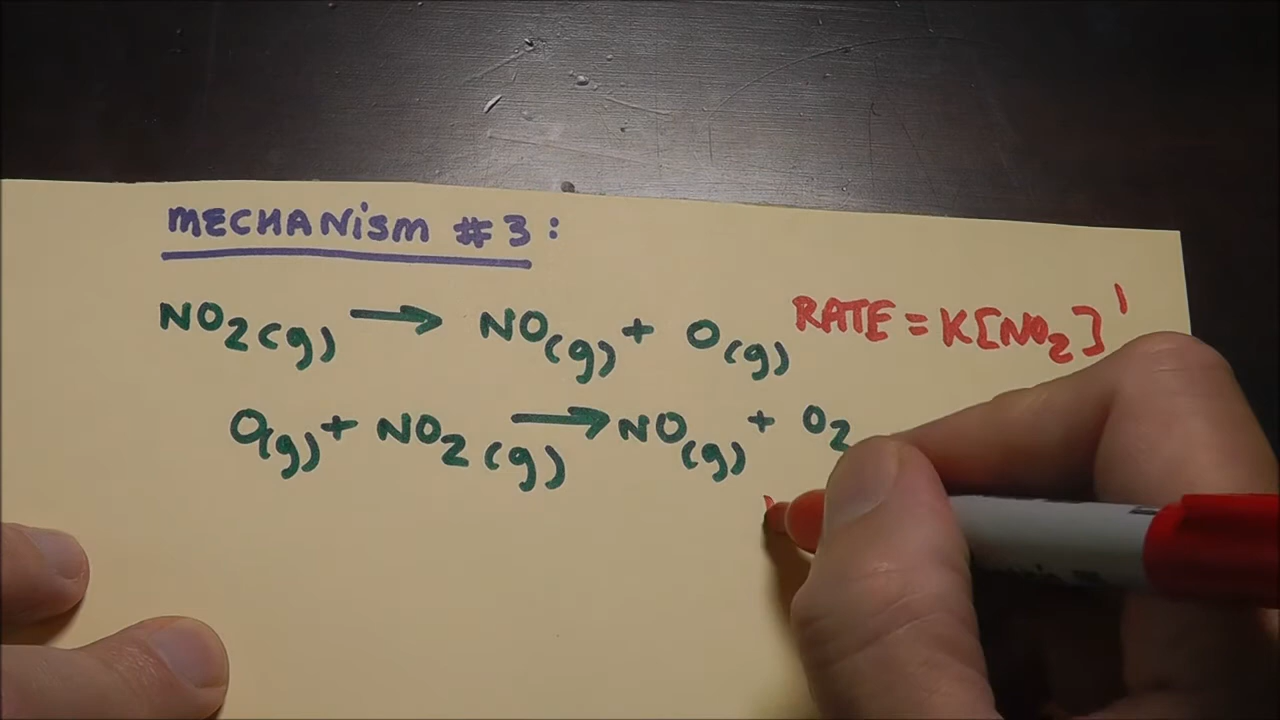 MECHANiSM #3:
NO2(g) → NO(g) + O(g) RATE = K[NO2]¹
O(g) + NO2(g) → NO(g) + O2